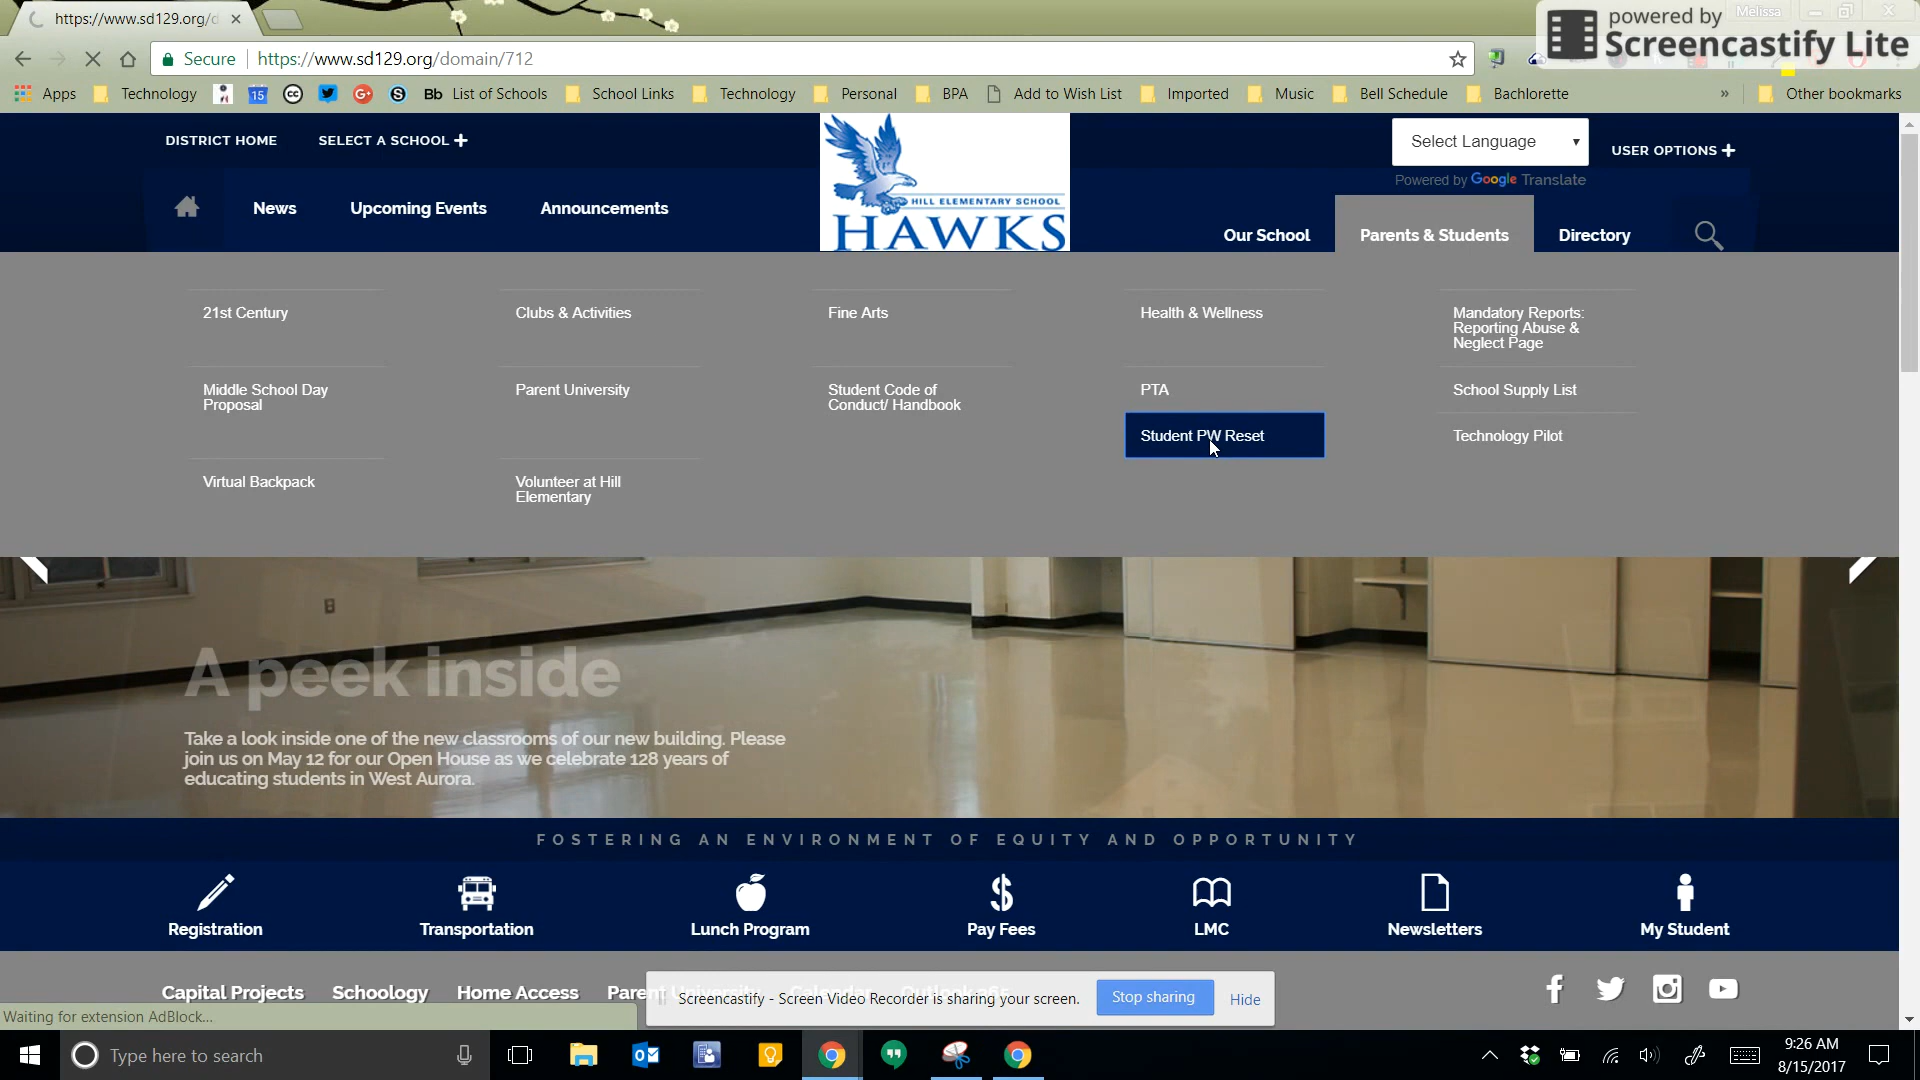 https://www.sd129.org/d
Melissa
powered by
Screencastify Lite
Secure
https://www.sd129.org/domain/712
Apps
Technology
15
cc
Bb List of Schools
School Links
Technology
Personal
BPA
Add to Wish List
Imported
Music
Bell Schedule
Bachlorette
»
Other bookmarks
DISTRICT HOME
SELECT A SCHOOL +
Select Language
USER OPTIONS +
Powered by Google Translate
HILL ELEMENTARY SCHOOL
HAWKS
News
Upcoming Events
Announcements
Our School
Parents & Students
Directory
21st Century
Clubs & Activities
Fine Arts
Health & Wellness
Mandatory Reports:
Reporting Abuse &
Neglect Page
Middle School Day
Proposal
Parent University
Student Code of
Conduct/ Handbook
PTA
School Supply List
Student PW Reset
Technology Pilot
Virtual Backpack
Volunteer at Hill
Elementary
A peek inside
Take a look inside one of the new classrooms of our new building. Please
join us on May 12 for our Open House as we celebrate 128 years of
educating students in West Aurora.
FOSTERING AN ENVIRONMENT OF EQUITY AND OPPORTUNITY
Registration
Transportation
Lunch Program
Pay Fees
LMC
Newsletters
My Student
Capital Projects
Schoology
Home Access
Parent University
Calendar
Outlook 365
Screencastify - Screen Video Recorder is sharing your screen.
Stop sharing
Hide
Waiting for extension AdBlock...
Type here to search
9:26 AM
8/15/2017